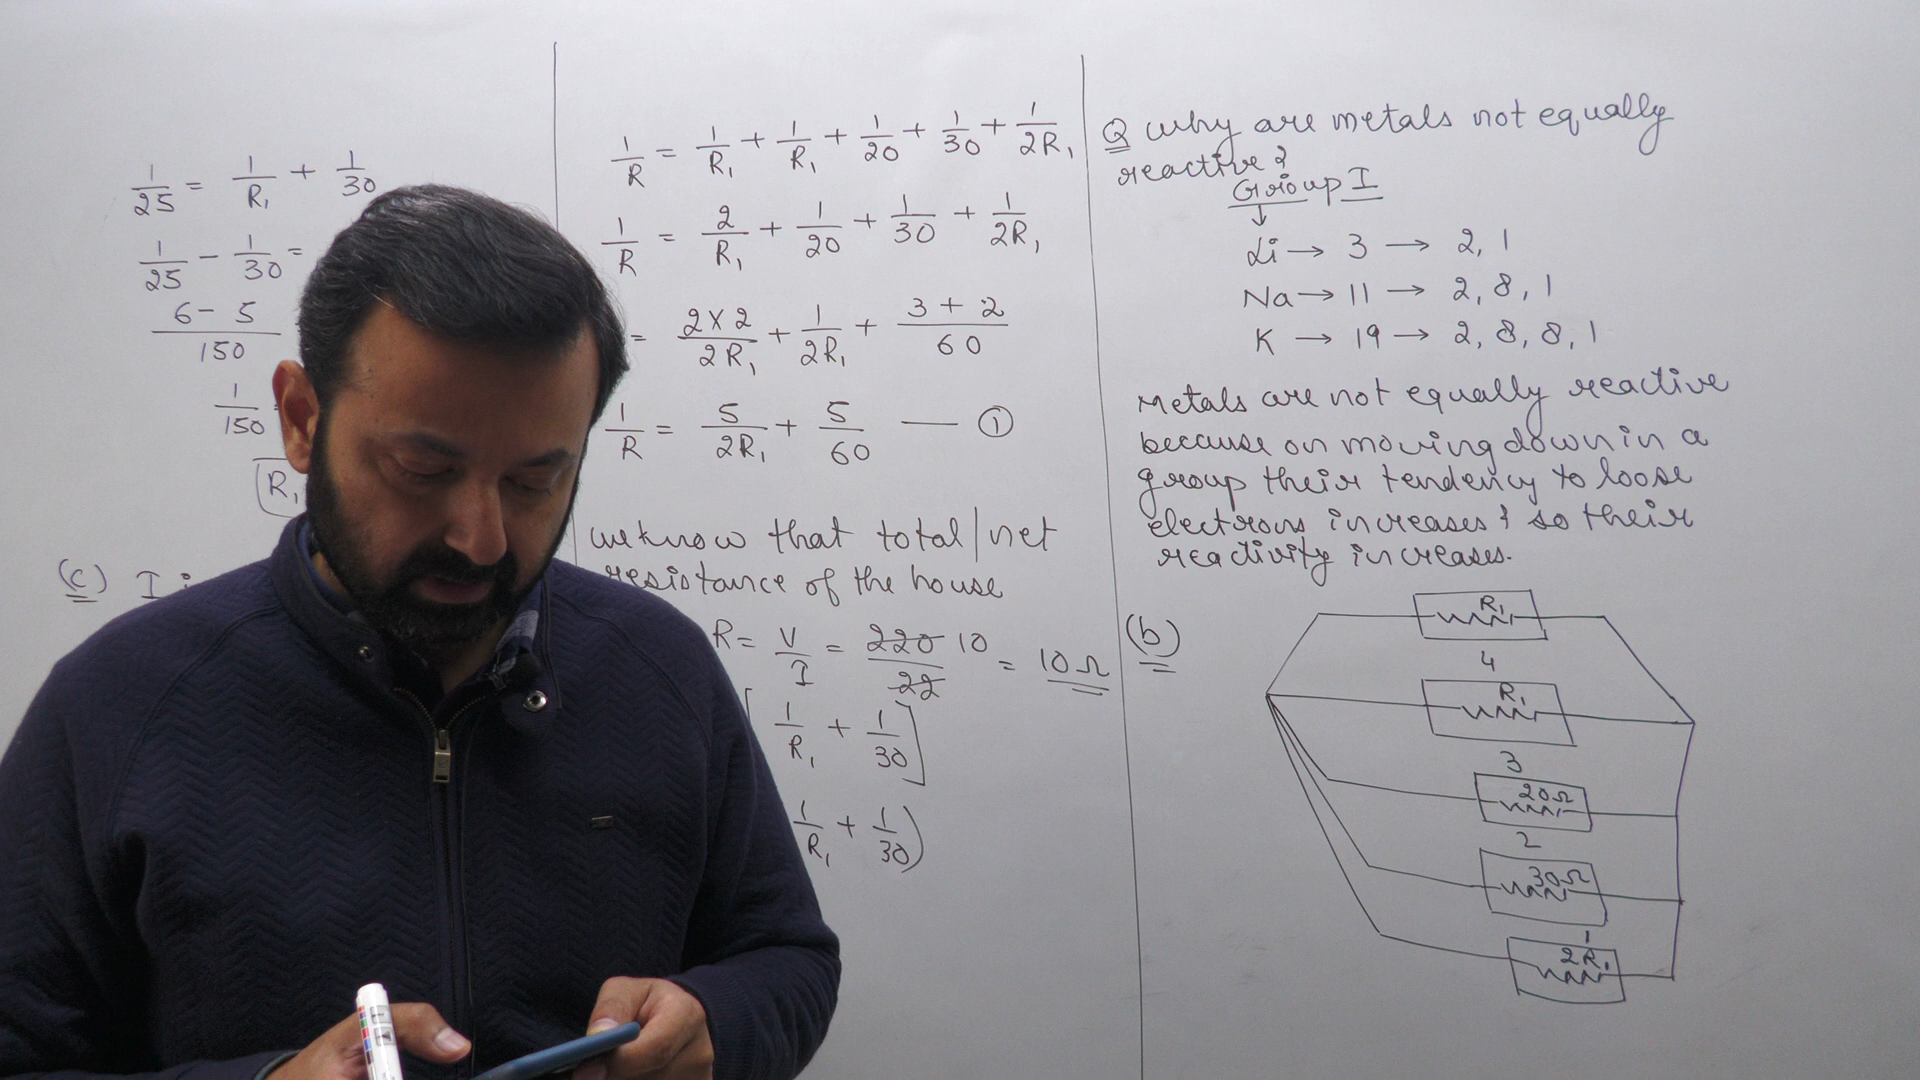 1/25 = 1/R₁ + 1/30
1/25 - 1/30 =
6 - 5 / 150
1/150 =
R₁
(c) I
1/R = 1/R₁ + 1/R₁ + 1/20 + 1/30 + 1/2R₁
1/R = 2/R₁ + 1/20 + 1/30 + 1/2R₁
= 2 X 2 / 2R₁ + 1/2R₁ + 3 + 2 / 60
1/R = 5/2R₁ + 5/60 — ①
we know that total/net
resistance of the house
R = V/I = 220/22 10 = 10 Ω
[1/R₁ + 1/30]
1/R₁ + 1/30)
Q why are metals not equally
reactive?
Group I
↓
Li → 3 → 2, 1
Na → 11 → 2, 8, 1
K → 19 → 2, 8, 8, 1
Metals are not equally reactive
because on moving down in a
group their tendency to loose
electrons increases & so their
reactivity increases.
(b)
R₁
4
R₁
3
20Ω
2
30Ω
1
2R₁